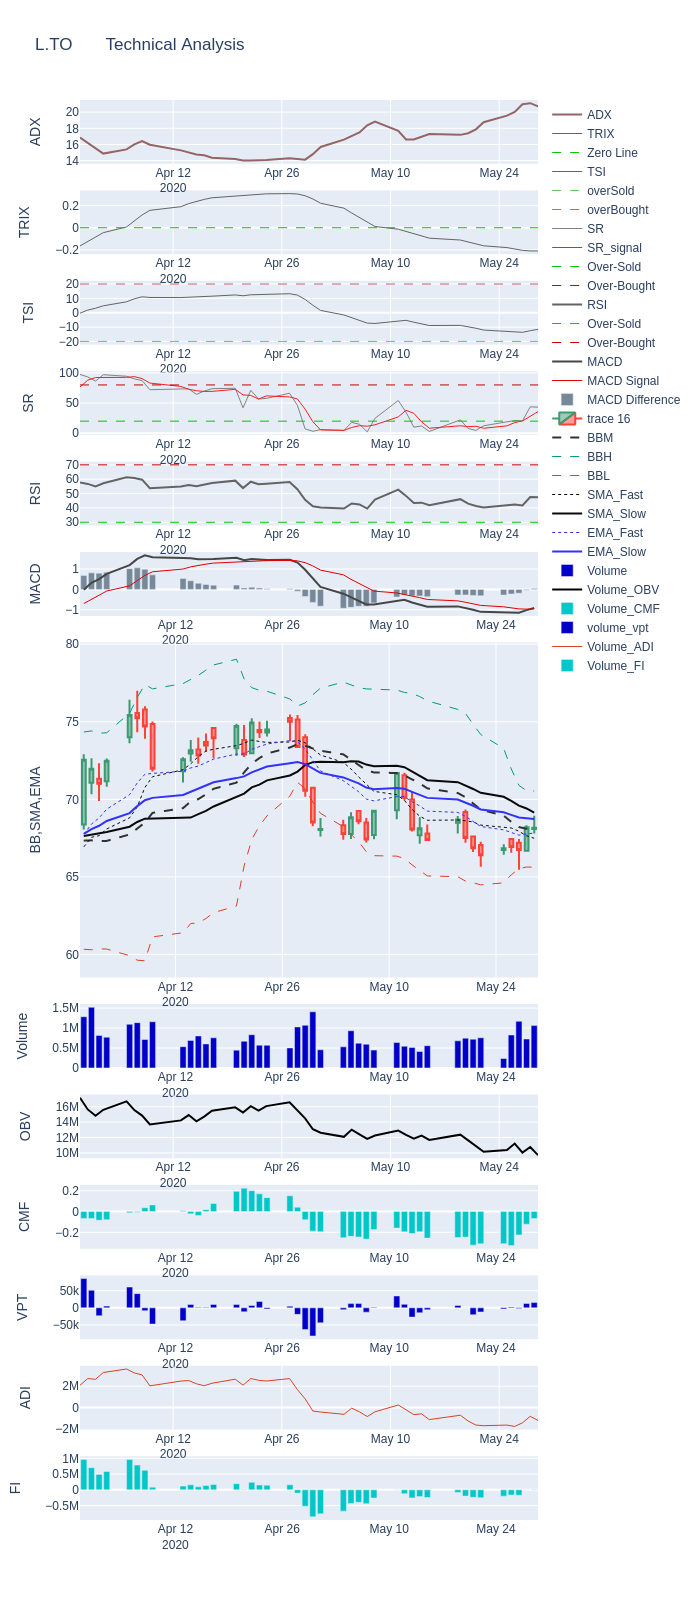 L.TO Technical Analysis
ADX
20
18
16
14
Apr 12
2020
Apr 26
May 10
May 24
TRIX
0.2
0
−0.2
Apr 12
2020
Apr 26
May 10
May 24
TSI
20
10
0
−10
−20
Apr 12
2020
Apr 26
May 10
May 24
SR
100
50
0
Apr 12
2020
Apr 26
May 10
May 24
RSI
70
60
50
40
30
Apr 12
2020
Apr 26
May 10
May 24
MACD
1
0
−1
Apr 12
2020
Apr 26
May 10
May 24
BB,SMA,EMA
80
75
70
65
60
Apr 12
2020
Apr 26
May 10
May 24
Volume
1.5M
1M
0.5M
0
Apr 12
2020
Apr 26
May 10
May 24
OBV
16M
14M
12M
10M
Apr 12
2020
Apr 26
May 10
May 24
CMF
0.2
0
−0.2
Apr 12
2020
Apr 26
May 10
May 24
VPT
50k
0
−50k
Apr 12
2020
Apr 26
May 10
May 24
ADI
2M
0
−2M
Apr 12
2020
Apr 26
May 10
May 24
FI
1M
0.5M
0
−0.5M
Apr 12
2020
Apr 26
May 10
May 24
ADX
TRIX
Zero Line
TSI
overSold
overBought
SR
SR_signal
Over-Sold
Over-Bought
RSI
Over-Sold
Over-Bought
MACD
MACD Signal
MACD Difference
trace 16
BBM
BBH
BBL
SMA_Fast
SMA_Slow
EMA_Fast
EMA_Slow
Volume
Volume_OBV
Volume_CMF
volume_vpt
Volume_ADI
Volume_FI